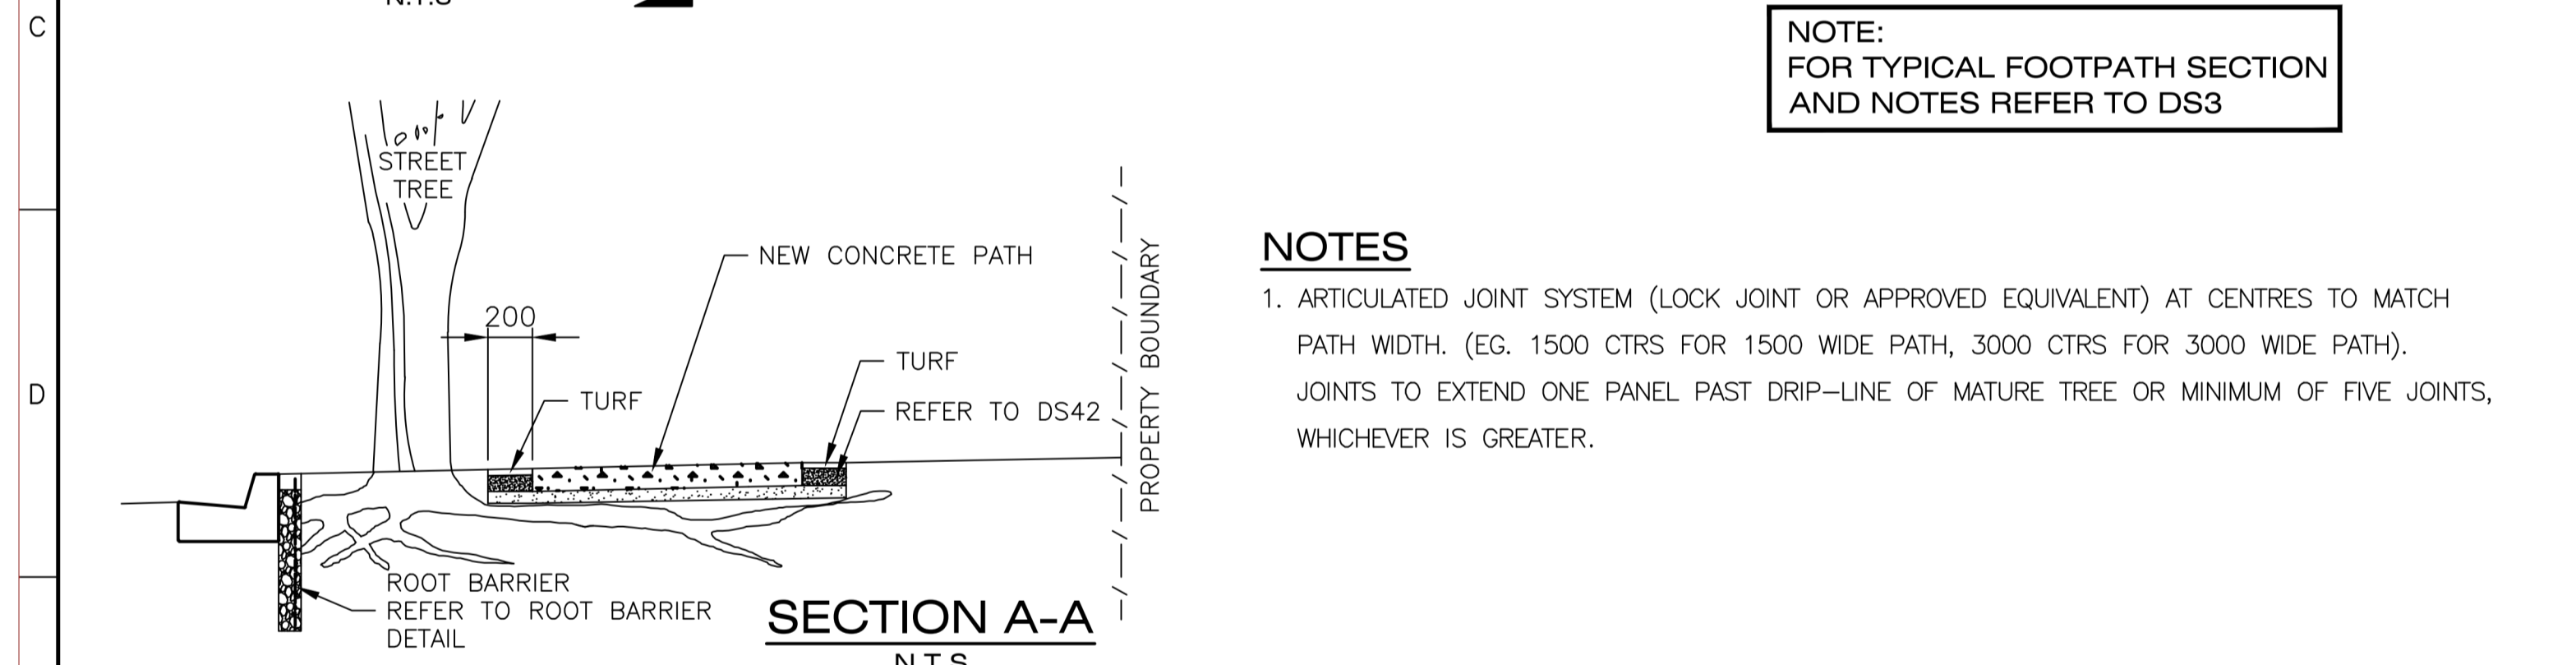 C
N.T.S
NOTE:
FOR TYPICAL FOOTPATH SECTION
AND NOTES REFER TO DS3
STREET
TREE
NEW CONCRETE PATH
200
TURF
TURF
REFER TO DS42
PROPERTY BOUNDARY
D
ROOT BARRIER
REFER TO ROOT BARRIER
DETAIL
SECTION A-A
N.T.S
NOTES
1. ARTICULATED JOINT SYSTEM (LOCK JOINT OR APPROVED EQUIVALENT) AT CENTRES TO MATCH
PATH WIDTH. (EG. 1500 CTRS FOR 1500 WIDE PATH, 3000 CTRS FOR 3000 WIDE PATH).
JOINTS TO EXTEND ONE PANEL PAST DRIP–LINE OF MATURE TREE OR MINIMUM OF FIVE JOINTS,
WHICHEVER IS GREATER.